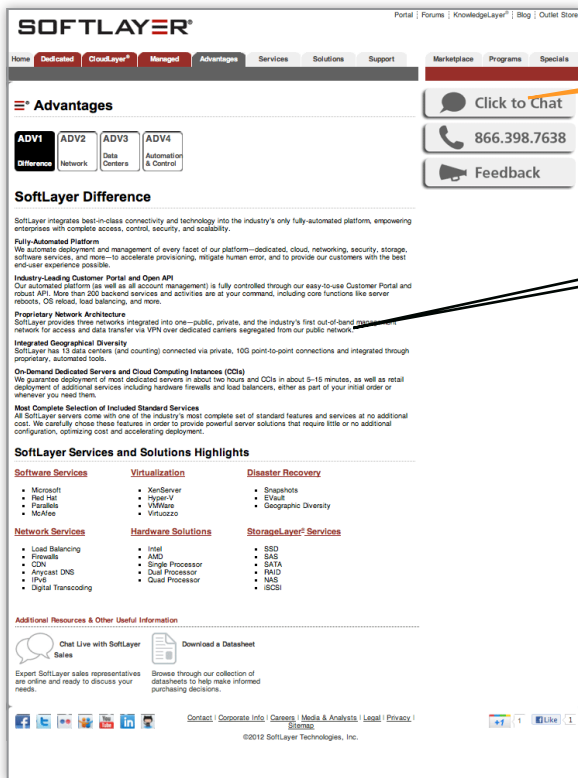 SOFTLAYER®
Portal | Forums | KnowledgeLayer® | Blog | Outlet Store
Home Dedicated CloudLayer® Managed Advantages Services Solutions Support Marketplace Programs Specials
Advantages
Click to Chat
866.398.7638
Feedback
ADV1 ADV2 ADV3 ADV4
Difference Network Data Centers Automation & Control
SoftLayer Difference
SoftLayer integrates best-in-class connectivity and technology into the industry's only fully-automated platform, empowering
enterprises with complete access, control, security, and scalability.
Fully-Automated Platform
We automate deployment and management of every facet of our platform—dedicated, cloud, networking, security, storage,
software services, and more—to accelerate provisioning, mitigate human error, and to provide our customers with the best
end-user experience possible.
Industry-Leading Customer Portal and Open API
Our automated platform (as well as all account management) is fully controlled through our easy-to-use Customer Portal and
robust API. More than 200 backend services and activities are at your command, including core functions like server
reboots, OS reload, load balancing, and more.
Proprietary Network Architecture
SoftLayer provides three networks integrated into one—public, private, and the industry's first out-of-band management
network for access and data transfer via VPN over dedicated carriers segregated from our public network.
Integrated Geographical Diversity
SoftLayer has 13 data centers (and counting) connected via private, 10G point-to-point connections and integrated through
proprietary, automated tools.
On-Demand Dedicated Servers and Cloud Computing Instances (CCIs)
We guarantee deployment of most dedicated servers in about two hours and CCIs in about 5–15 minutes, as well as retail
deployment of additional services including hardware firewalls and load balancers, either as part of your initial order or
whenever you need them.
Most Complete Selection of Included Standard Services
All SoftLayer servers come with one of the industry's most complete set of standard features and services at no additional
cost. We carefully chose these features in order to provide powerful server solutions that require little or no additional
configuration, optimizing cost and accelerating deployment.
SoftLayer Services and Solutions Highlights
Software Services
Microsoft
Red Hat
Parallels
McAfee
Virtualization
XenServer
Hyper-V
VMWare
Virtuozzo
Disaster Recovery
Snapshots
EVault
Geographic Diversity
Network Services
Load Balancing
Firewalls
CDN
Anycast DNS
IPv6
Digital Transcoding
Hardware Solutions
Intel
AMD
Single Processor
Dual Processor
Quad Processor
StorageLayer® Services
SSD
SAS
SATA
RAID
NAS
iSCSI
Additional Resources & Other Useful Information
Chat Live with SoftLayer
Sales
Expert SoftLayer sales representatives
are online and ready to discuss your
needs.
Download a Datasheet
Browse through our collection of
datasheets to help make informed
purchasing decisions.
Contact | Corporate Info | Careers | Media & Analysts | Legal | Privacy |
Sitemap
©2012 SoftLayer Technologies, Inc.
+1 1 Like 1